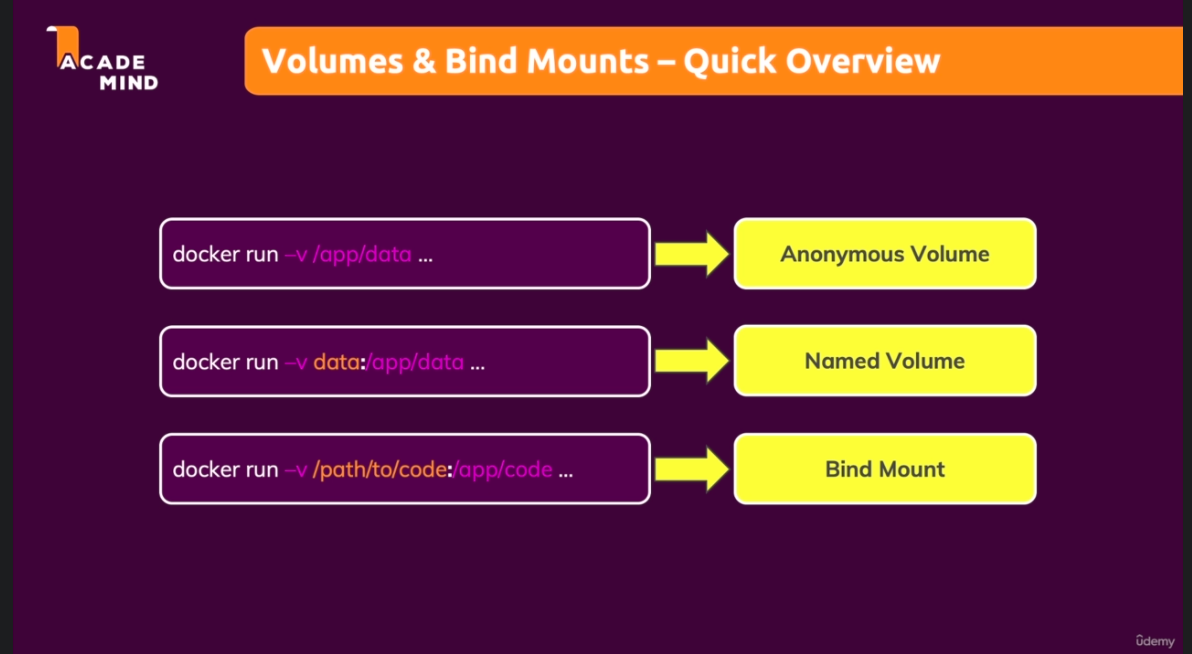 ACADE
MIND
Volumes & Bind Mounts – Quick Overview
docker run –v /app/data ...
Anonymous Volume
docker run –v data:/app/data ...
Named Volume
docker run –v /path/to/code:/app/code ...
Bind Mount
ûdemy